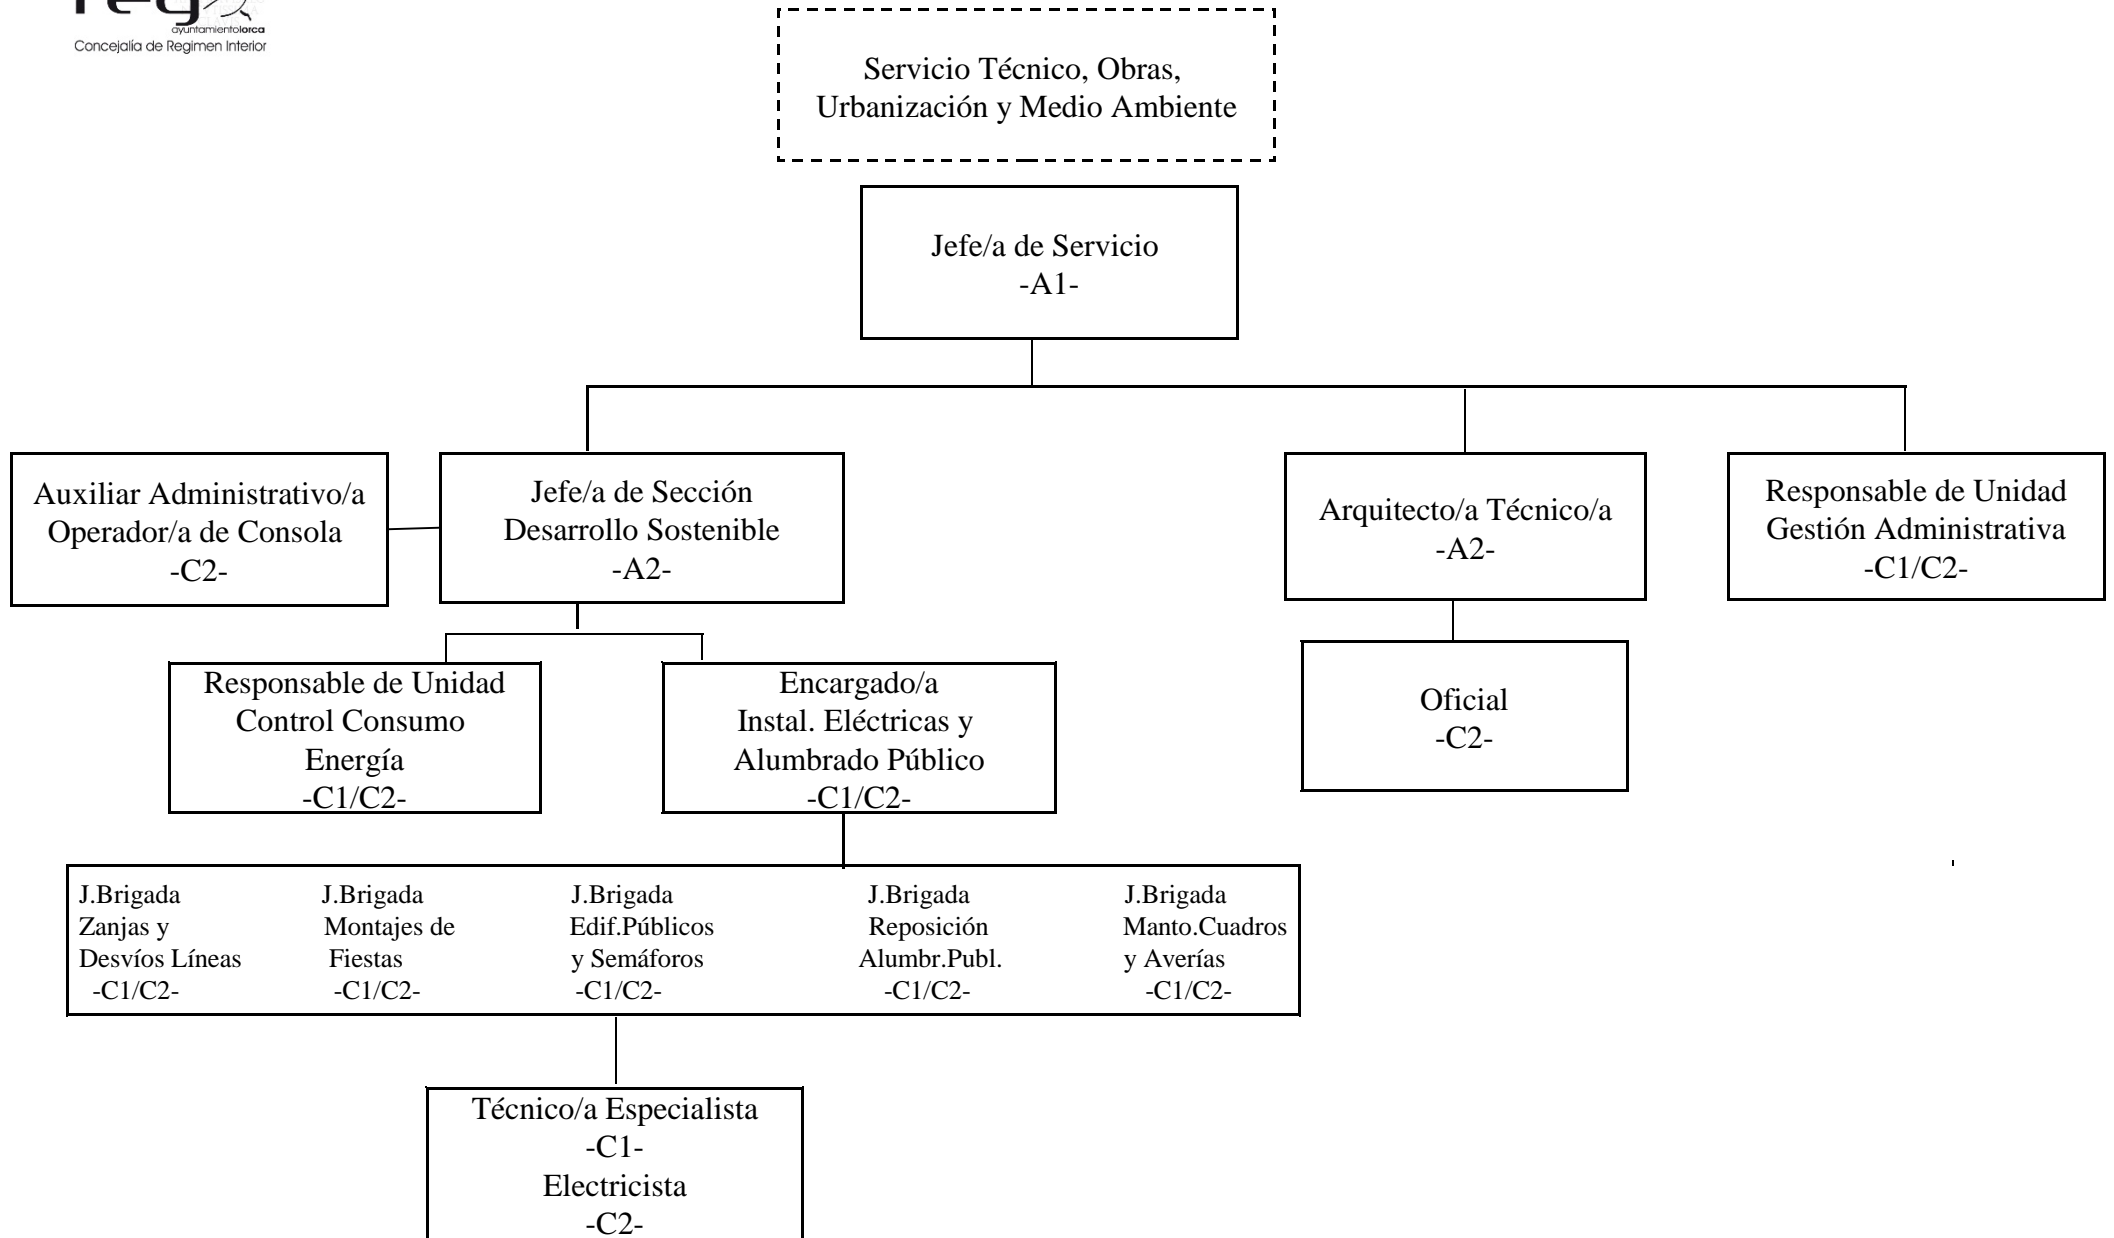 ayuntamientolorca
Concejalía de Regimen Interior
Servicio Técnico, Obras,
Urbanización y Medio Ambiente
Jefe/a de Servicio
-A1-
Auxiliar Administrativo/a
Operador/a de Consola
-C2-
Jefe/a de Sección
Desarrollo Sostenible
-A2-
Arquitecto/a Técnico/a
-A2-
Responsable de Unidad
Gestión Administrativa
-C1/C2-
Responsable de Unidad
Control Consumo
Energía
-C1/C2-
Encargado/a
Instal. Eléctricas y
Alumbrado Público
-C1/C2-
Oficial
-C2-
J.Brigada
Zanjas y
Desvíos Líneas
-C1/C2-
J.Brigada
Montajes de
Fiestas
-C1/C2-
J.Brigada
Edif.Públicos
y Semáforos
-C1/C2-
J.Brigada
Reposición
Alumbr.Publ.
-C1/C2-
J.Brigada
Manto.Cuadros
y Averías
-C1/C2-
Técnico/a Especialista
-C1-
Electricista
-C2-